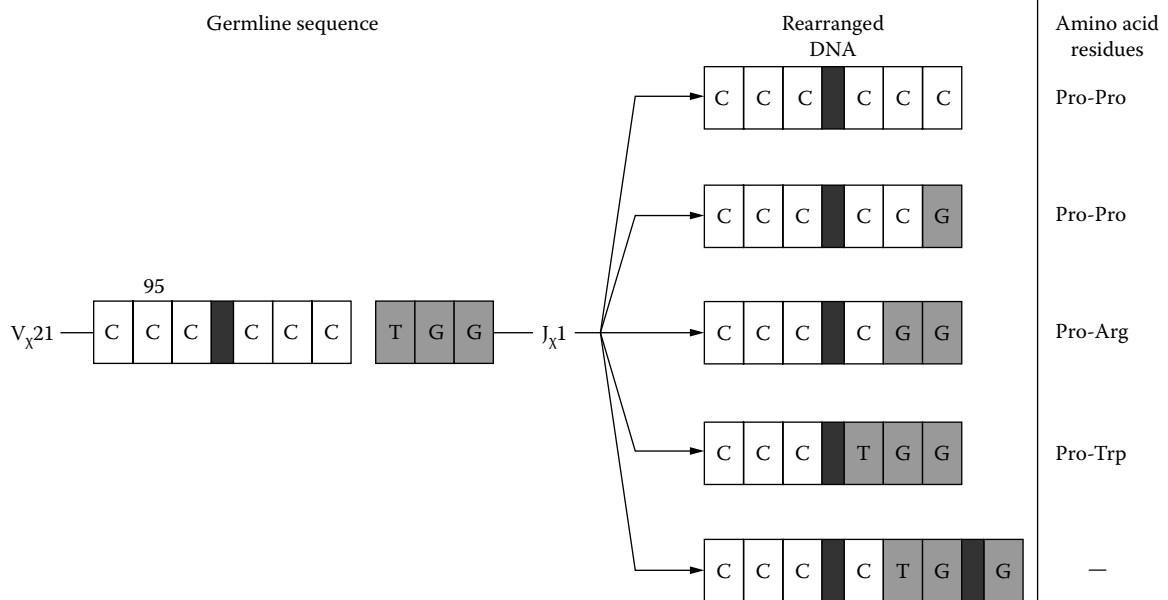 Germline sequence
Rearranged
DNA
Amino acid
residues
C C C C C C
Pro-Pro
C C C C C G
Pro-Pro
95
Vχ21
C C C C C C
T G G
Jχ1
C C C C G G
Pro-Arg
C C C T G G
Pro-Trp
C C C C T G G
—